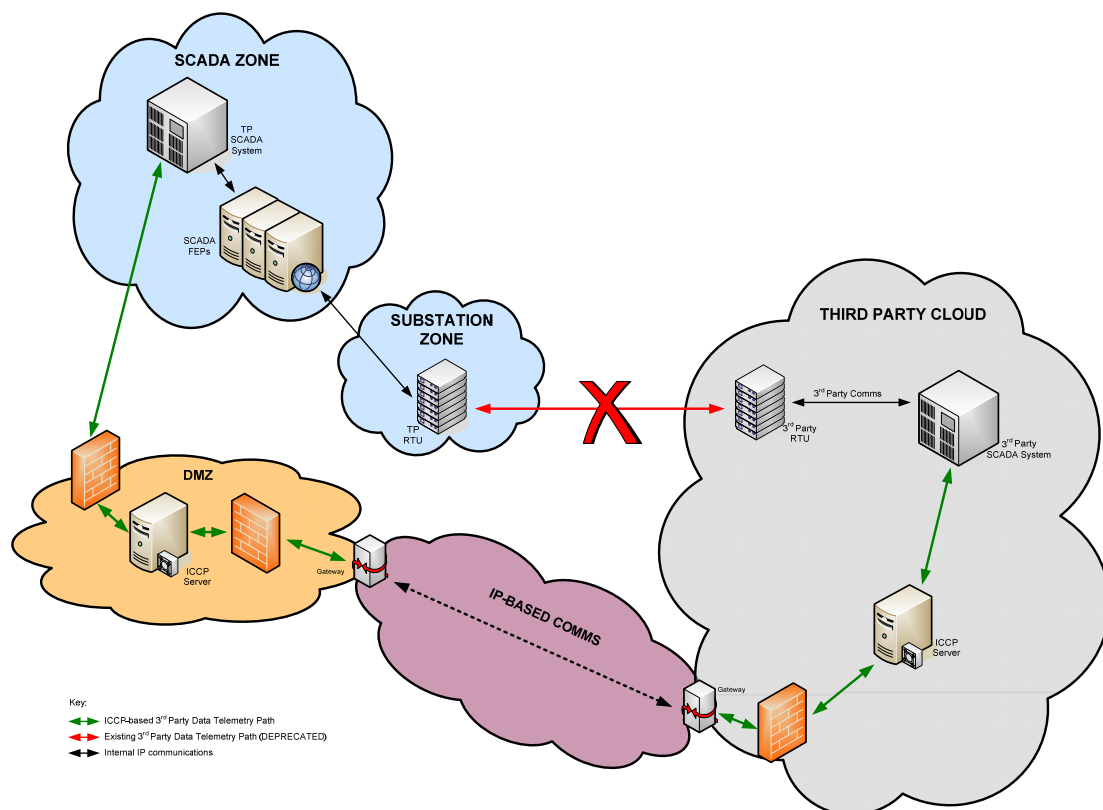 SCADA ZONE
TP
SCADA
System
SCADA
FEPs
SUBSTATION
ZONE
TP
RTU
THIRD PARTY CLOUD
3rd Party Comms
3rd Party
RTU
3rd Party
SCADA System
DMZ
ICCP
Server
Gateway
IP-BASED COMMS
ICCP
Server
Gateway
Key:
ICCP-based 3rd Party Data Telemetry Path
Existing 3rd Party Data Telemetry Path (DEPRECATED)
Internal IP communications